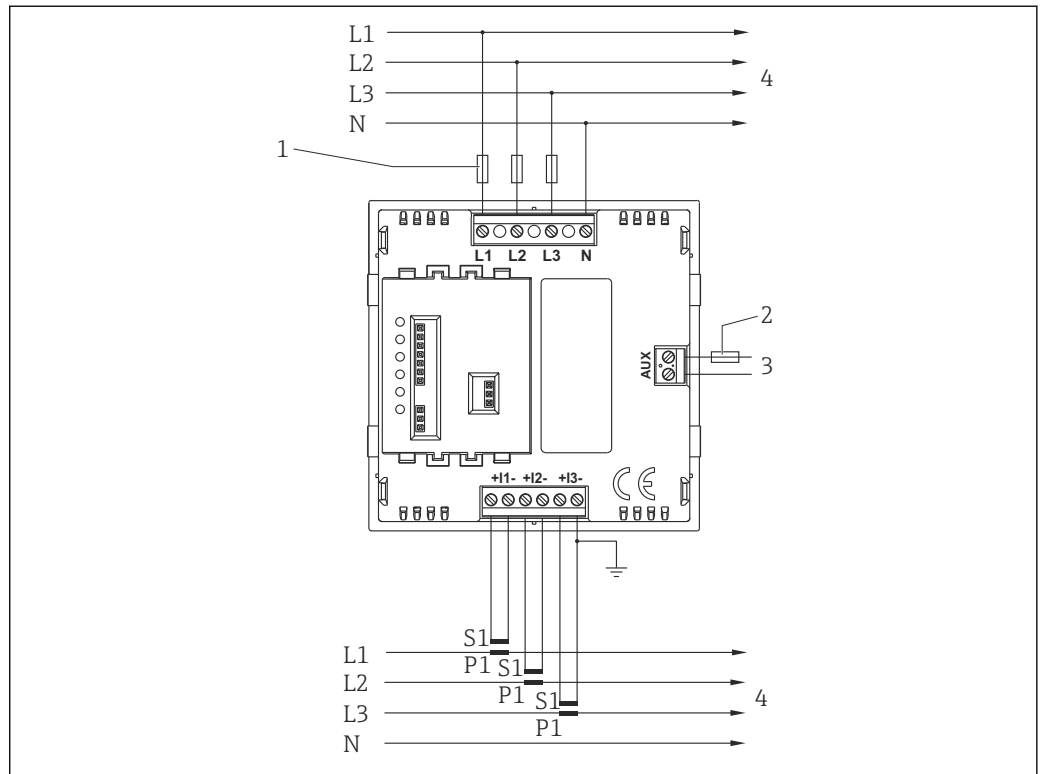 L1
L2
4
L3
N
1
L1 L2 L3 N
2
AUX
3
+I1- +I2- +I3-
CE
S1
L1
P1 S1
L2
P1 S1
4
L3
P1
N